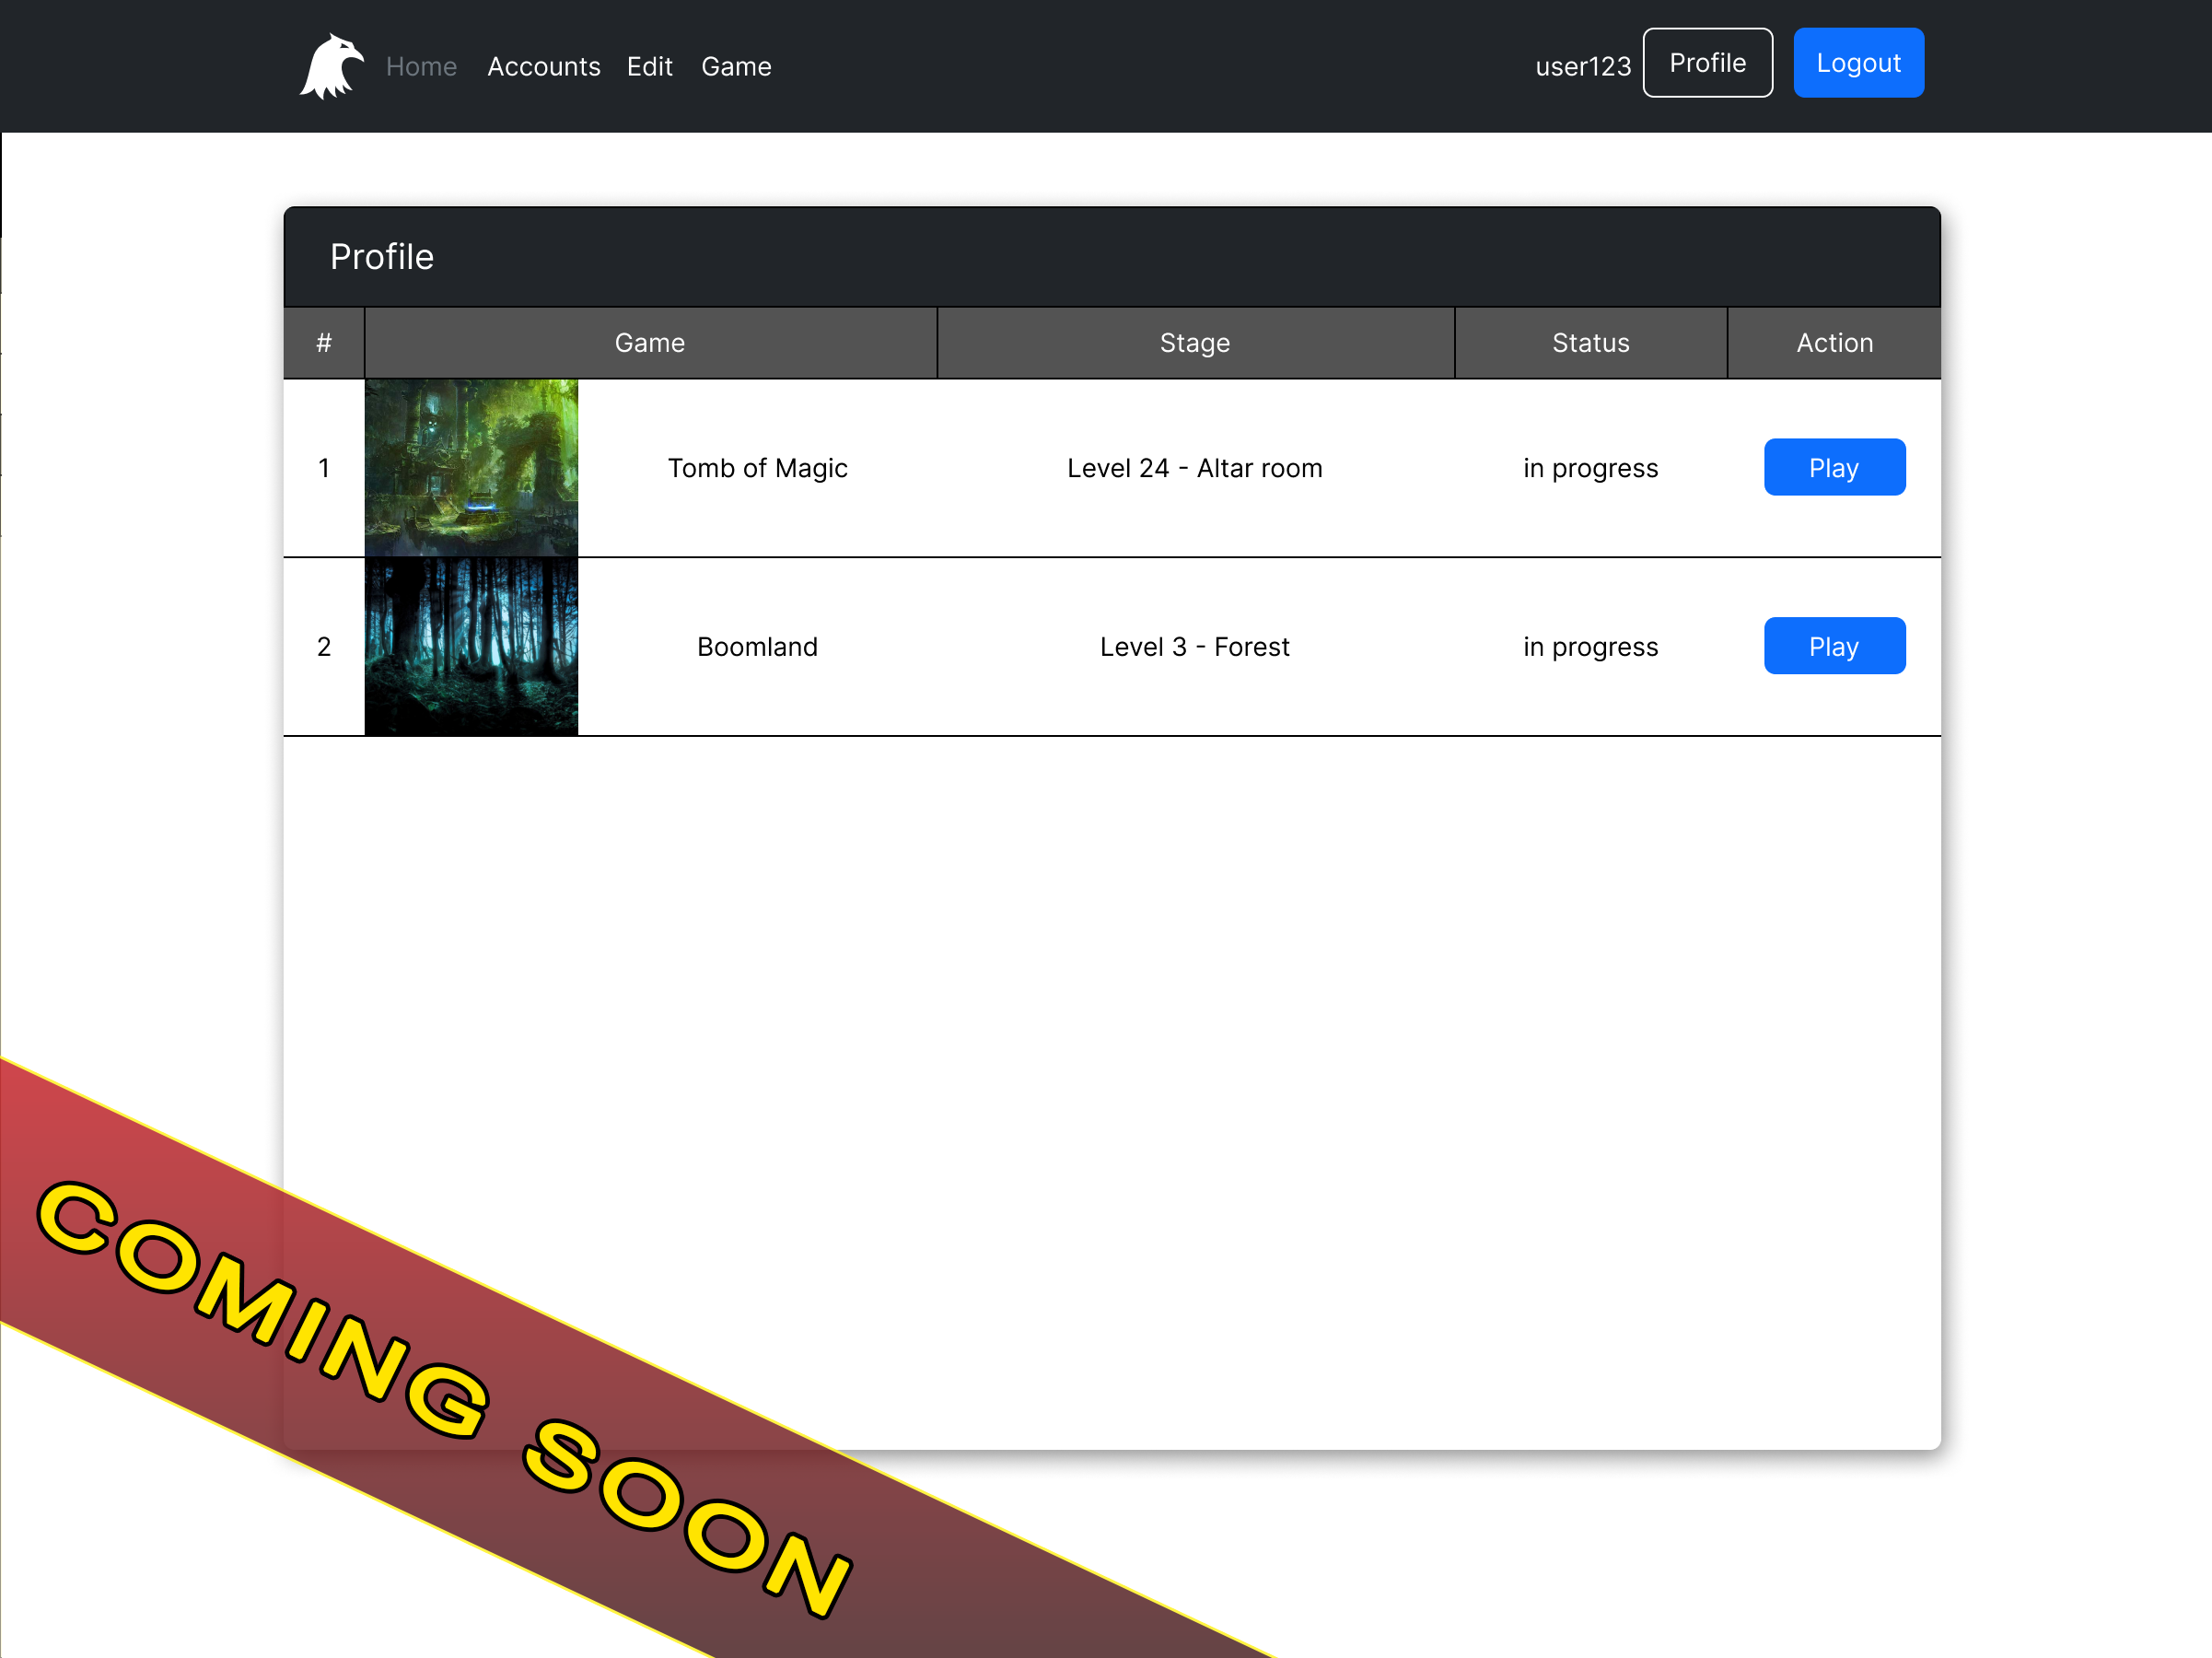 Home Accounts Edit Game user123 Profile Logout
Profile
# Game Stage Status Action
1 Tomb of Magic Level 24 - Altar room in progress Play
2 Boomland Level 3 - Forest in progress Play
COMING SOON